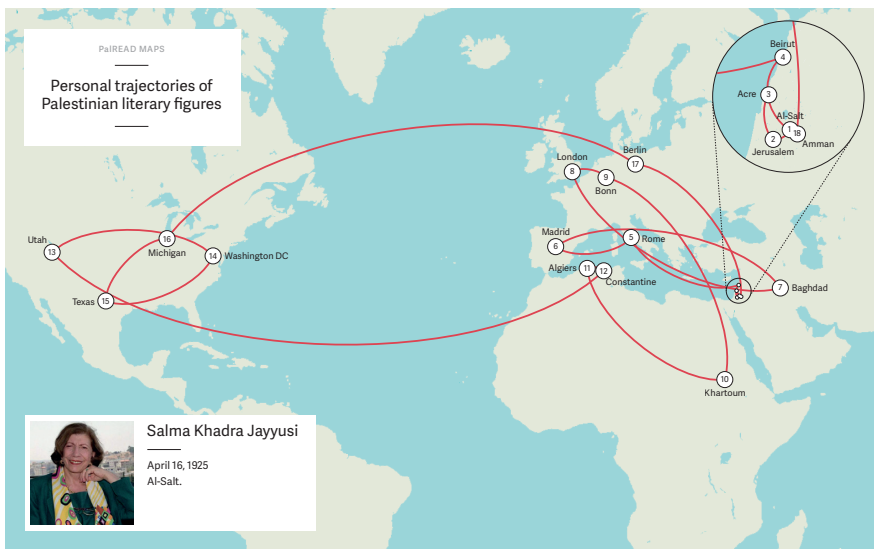 PalREAD MAPS
Personal trajectories of
Palestinian literary figures
Beirut
4
Acre
3
Al-Salt
1
18
2
Amman
Jerusalem
Berlin
17
London
8
9
Bonn
Utah
13
16
Michigan
14
Washington DC
Texas
15
Madrid
6
5
Rome
Algiers
11
12
Constantine
7
Baghdad
10
Khartoum
Salma Khadra Jayyusi
April 16, 1925
Al-Salt.